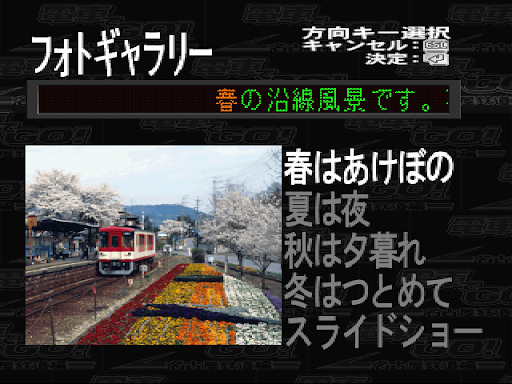 フォトギャラリー
方向キー選択
キャンセル：ESC
決定：
春の沿線風景です。
春はあけぼの
夏は夜
秋は夕暮れ
冬はつとめて
スライドショー